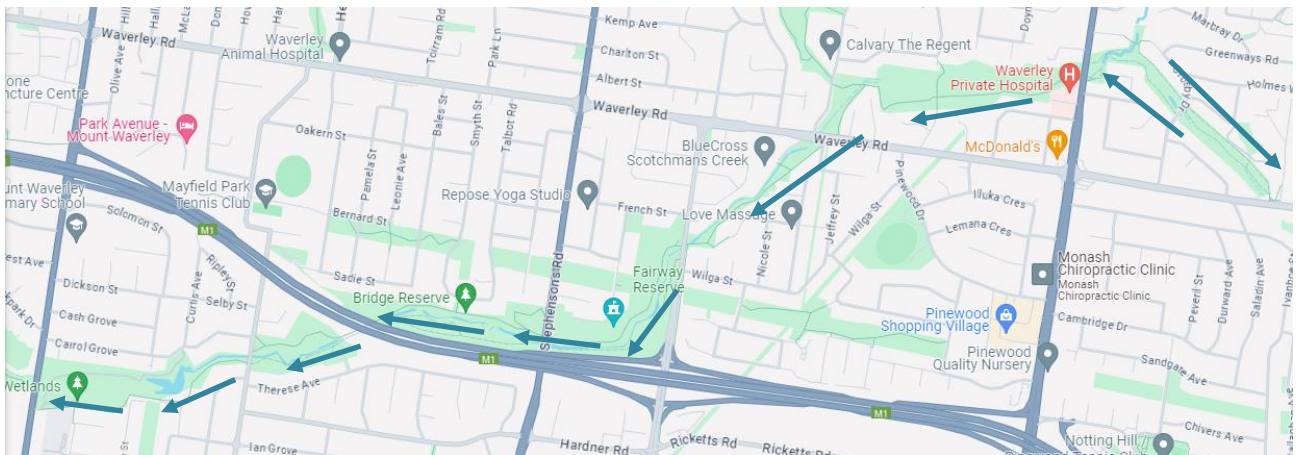 Waverley Rd
Waverley
Animal Hospital
Olive Ave
Torram Rd
Park Ln
Kemp Ave
Charlton St
Albert St
Calvary The Regent
Marbray Dr
Greenways Rd
Waverley
Private Hospital
H
Crosby Dr
Park Avenue -
Mount Waverley
Oakern St
Bales St
Smyth St
Talbot Rd
Waverley Rd
Waverley Rd
McDonald's
BlueCross
Scotchmans Creek
Mayfield Park
Tennis Club
Pamela St
Leonie Ave
Repose Yoga Studio
French St
Love Massage
Jeffrey St
Wilga St
Pinewood Dr
Illuka Cres
Lemana Cres
Solomon St
M1
Bernard St
Nicole St
Monash
Chiropractic Clinic
Monash
Chiropractic Clinic
Dickson St
Ripley St
Curtis Ave
Selby St
Sadie St
Bridge Reserve
Stephensons Rd
Fairway
Reserve
Wilga St
Pinewood
Shopping Village
Peveril St
Durward Ave
Saladin Ave
Cambridge Dr
Cash Grove
Carrol Grove
M1
Pinewood
Quality Nursery
Sandgate Ave
Wetlands
Therese Ave
M1
Chivers Ave
Ian Grove
Hardner Rd
Ricketts Rd
Ricketts Rd
Notting Hill